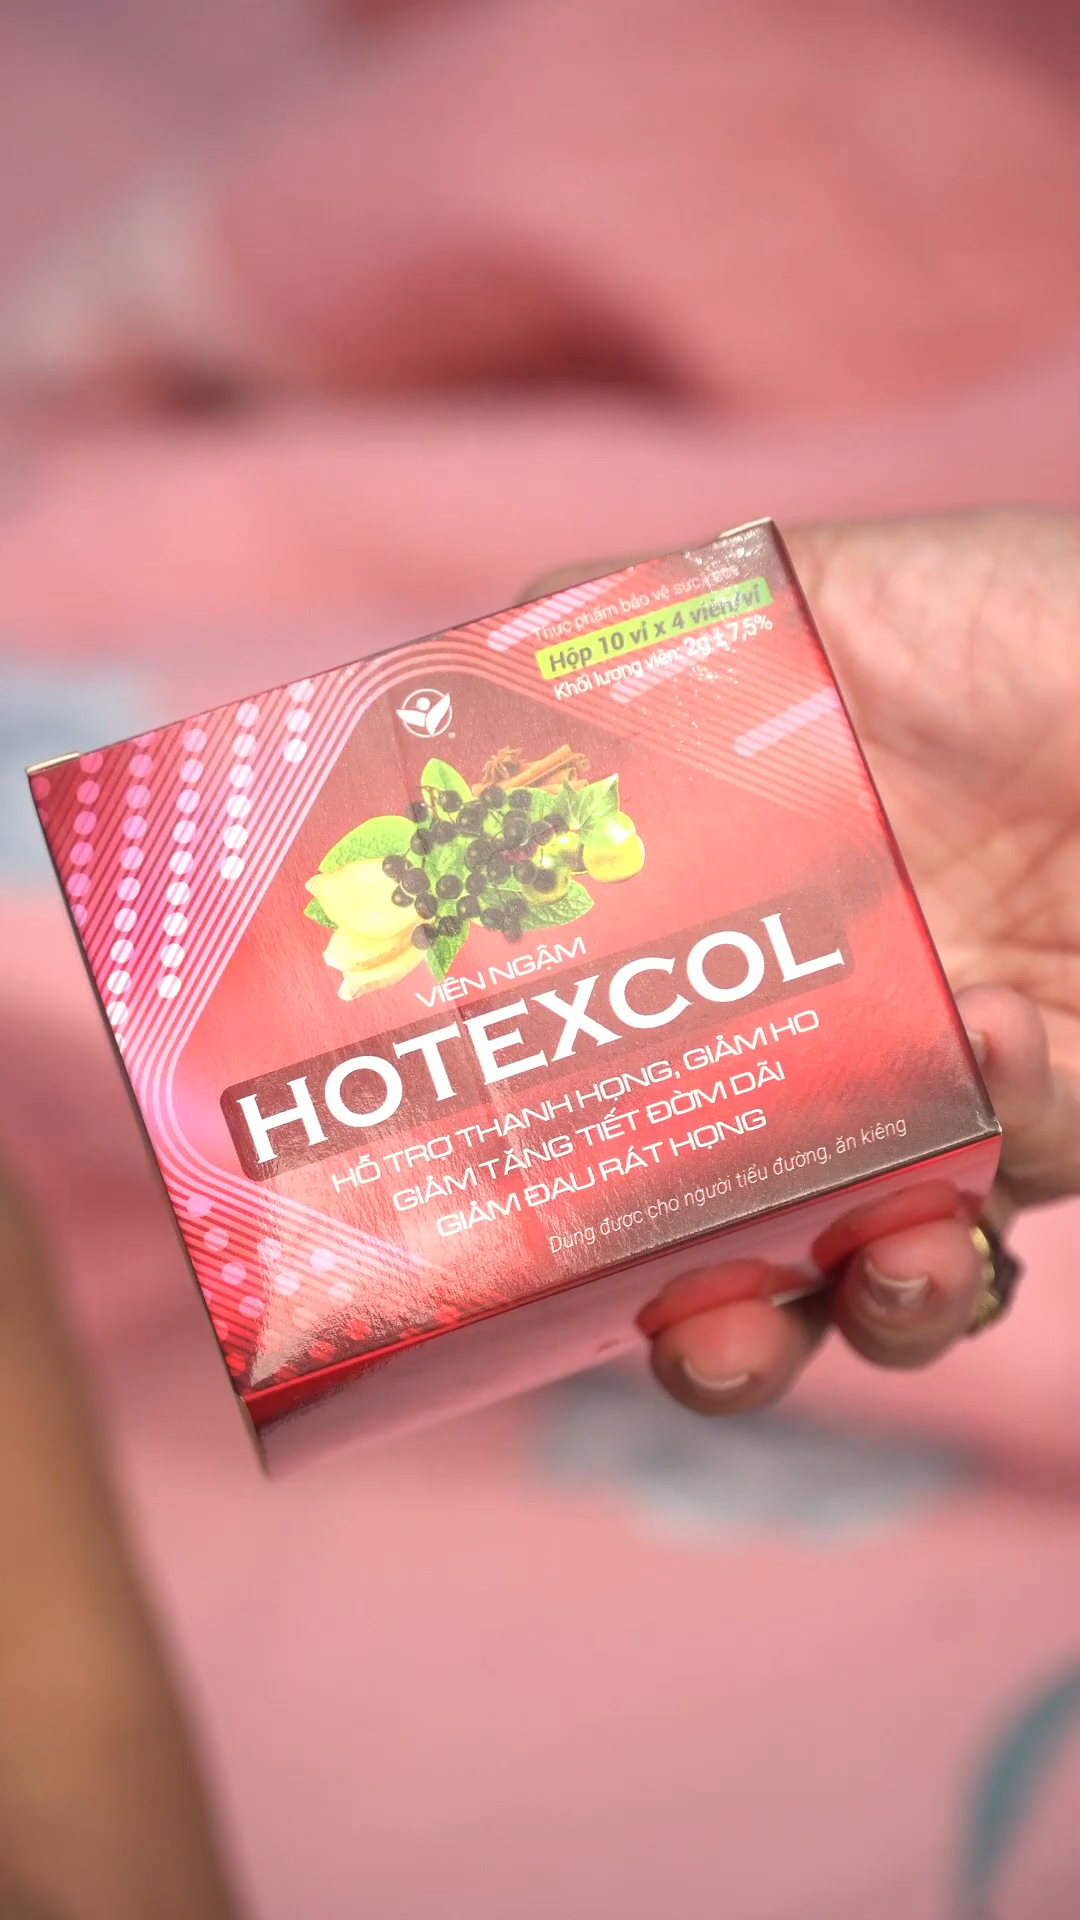 Thực phẩm bảo vệ sức khỏe
Hộp 10 vỉ x 4 viên/vỉ
Khối lượng viên: 2g ± 7,5%
VIÊN NGẬM
HOTEXCOL
HỖ TRỢ THANH HỌNG, GIẢM HO
GIẢM TĂNG TIẾT ĐỜM DÃI
GIẢM ĐAU RÁT HỌNG
Dùng được cho người tiểu đường, ăn kiêng